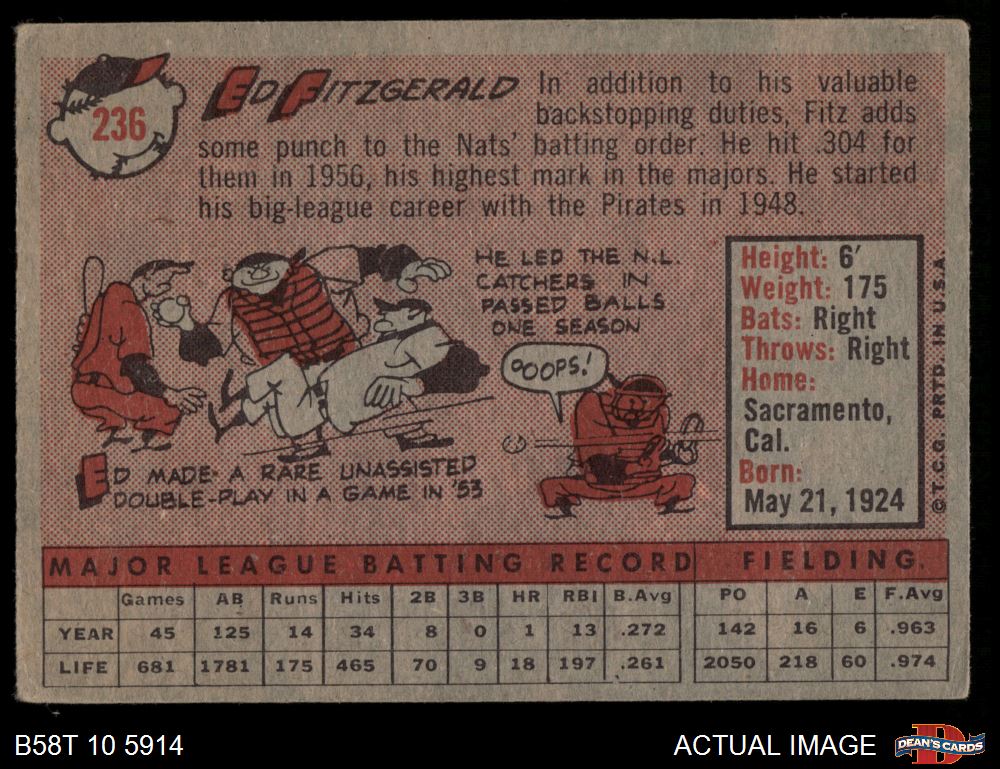 236
ED FITZGERALD
In addition to his valuable
backstopping duties, Fitz adds
some punch to the Nats' batting order. He hit 304 for
them in 1956, his highest mark in the majors. He started
his big-league career with the Pirates in 1948.
HE LED THE N.L.
CATCHERS IN
PASSED BALLS
ONE SEASON
OOOPS!
ED MADE A RARE UNASSISTED
DOUBLE-PLAY IN A GAME IN '53
Height: 6'
Weight: 175
Bats: Right
Throws: Right
Home:
Sacramento,
Cal.
Born:
May 21, 1924
©T.C.G. PRTD. IN U.S.A.
MAJOR LEAGUE BATTING RECORD FIELDING
Games AB Runs Hits 2B 3B HR RBI B.Avg PO A E F.Avg
YEAR 45 125 14 34 8 0 1 13 .272 142 16 6 .963
LIFE 681 1781 175 465 70 9 18 197 .261 2050 218 60 .974
B58T 10 5914
ACTUAL IMAGE
D
DEAN'S CARDS